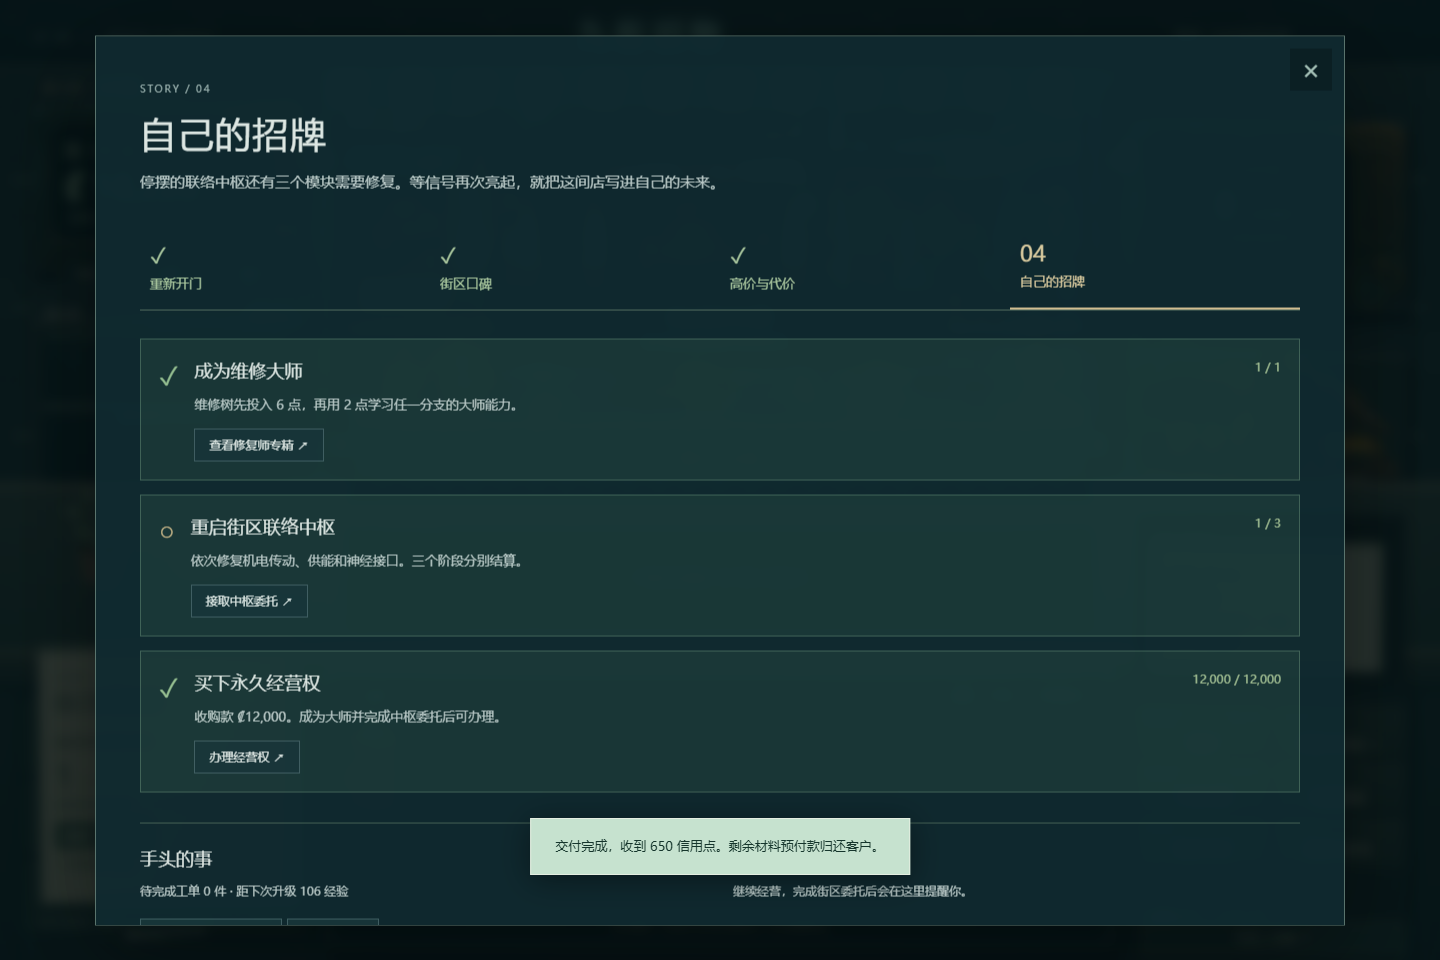 STORY / 04
自己的招牌
停摆的联络中枢还有三个模块需要修复。等信号再次亮起，就把这间店写进自己的未来。
✓
重新开门
✓
街区口碑
✓
高价与代价
04
自己的招牌
✓ 成为维修大师 1 / 1
维修树先投入 6 点，再用 2 点学习任一分支的大师能力。
查看修复师专精 ↗
重启街区联络中枢 1 / 3
依次修复机电传动、供能和神经接口。三个阶段分别结算。
接取中枢委托 ↗
✓ 买下永久经营权 12,000 / 12,000
收购款 ₡12,000。成为大师并完成中枢委托后可办理。
办理经营权 ↗
交付完成，收到 650 信用点。剩余材料预付款归还客户。
手头的事
待完成工单 0 件 · 距下次升级 106 经验
继续经营，完成街区委托后会在这里提醒你。